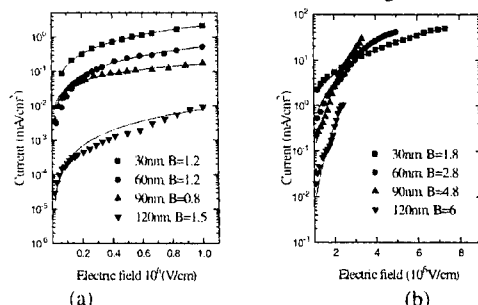 10⁰
10⁻¹
10⁻²
10⁻³
10⁻⁴
10⁻⁵
Current (mA/cm²)
30nm, B=1.2
60nm, B=1.2
90nm, B=0.8
120nm, B=1.5
0.0 0.2 0.4 0.6 0.8 1.0
Electric field 10⁶(V/cm)
(a)
10²
10¹
10⁰
10⁻¹
10⁻²
Current (mA/cm²)
30nm, B=1.8
60nm, B=2.8
90nm, B=4.8
120nm, B=6
2 4 6 8
Electric field (10⁶V/cm)
(b)